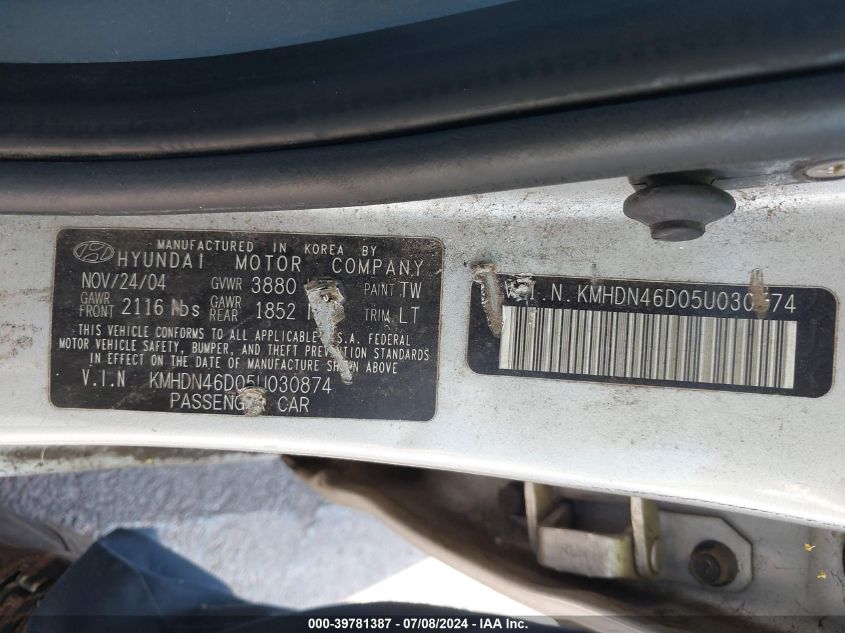 MANUFACTURED IN KOREA BY
HYUNDAI MOTOR COMPANY
NOV/24/04 GVWR 3880 PAINT TW
GAWR FRONT 2116 lbs GAWR REAR 1852 TRIM LT
THIS VEHICLE CONFORMS TO ALL APPLICABLE U.S.A. FEDERAL
MOTOR VEHICLE SAFETY, BUMPER, AND THEFT PREVENTION STANDARDS
IN EFFECT ON THE DATE OF MANUFACTURE SHOWN ABOVE
V.I.N KMHDN46D05U030874
PASSENGER CAR
V.I.N. KMHDN46D05U030874
000-39781387 - 07/08/2024 - IAAI.com